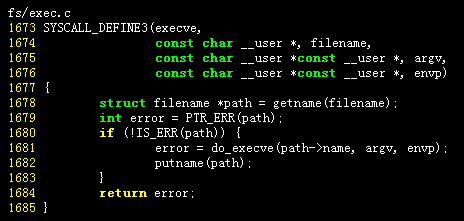 fs/exec.c
1673 SYSCALL_DEFINE3(execve,
1674                 const char __user *, filename,
1675                 const char __user *const __user *, argv,
1676                 const char __user *const __user *, envp)
1677 {
1678         struct filename *path = getname(filename);
1679         int error = PTR_ERR(path);
1680         if (!IS_ERR(path)) {
1681                 error = do_execve(path->name, argv, envp);
1682                 putname(path);
1683         }
1684         return error;
1685 }